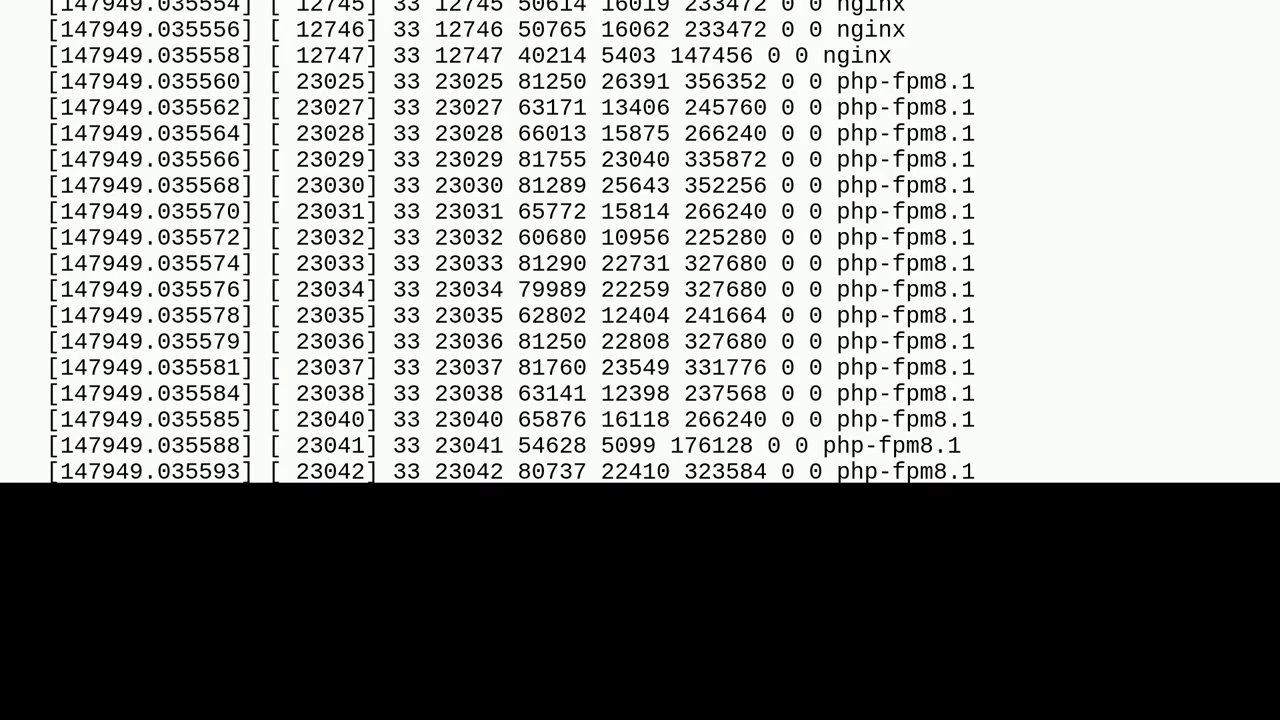 [147949.035554] [ 12745] 33 12745 50614 16019 233472 0 0 nginx
[147949.035556] [ 12746] 33 12746 50765 16062 233472 0 0 nginx
[147949.035558] [ 12747] 33 12747 40214 5403 147456 0 0 nginx
[147949.035560] [ 23025] 33 23025 81250 26391 356352 0 0 php-fpm8.1
[147949.035562] [ 23027] 33 23027 63171 13406 245760 0 0 php-fpm8.1
[147949.035564] [ 23028] 33 23028 66013 15875 266240 0 0 php-fpm8.1
[147949.035566] [ 23029] 33 23029 81755 23040 335872 0 0 php-fpm8.1
[147949.035568] [ 23030] 33 23030 81289 25643 352256 0 0 php-fpm8.1
[147949.035570] [ 23031] 33 23031 65772 15814 266240 0 0 php-fpm8.1
[147949.035572] [ 23032] 33 23032 60680 10956 225280 0 0 php-fpm8.1
[147949.035574] [ 23033] 33 23033 81290 22731 327680 0 0 php-fpm8.1
[147949.035576] [ 23034] 33 23034 79989 22259 327680 0 0 php-fpm8.1
[147949.035578] [ 23035] 33 23035 62802 12404 241664 0 0 php-fpm8.1
[147949.035579] [ 23036] 33 23036 81250 22808 327680 0 0 php-fpm8.1
[147949.035581] [ 23037] 33 23037 81760 23549 331776 0 0 php-fpm8.1
[147949.035584] [ 23038] 33 23038 63141 12398 237568 0 0 php-fpm8.1
[147949.035585] [ 23040] 33 23040 65876 16118 266240 0 0 php-fpm8.1
[147949.035588] [ 23041] 33 23041 54628 5099 176128 0 0 php-fpm8.1
[147949.035593] [ 23042] 33 23042 80737 22410 323584 0 0 php-fpm8.1